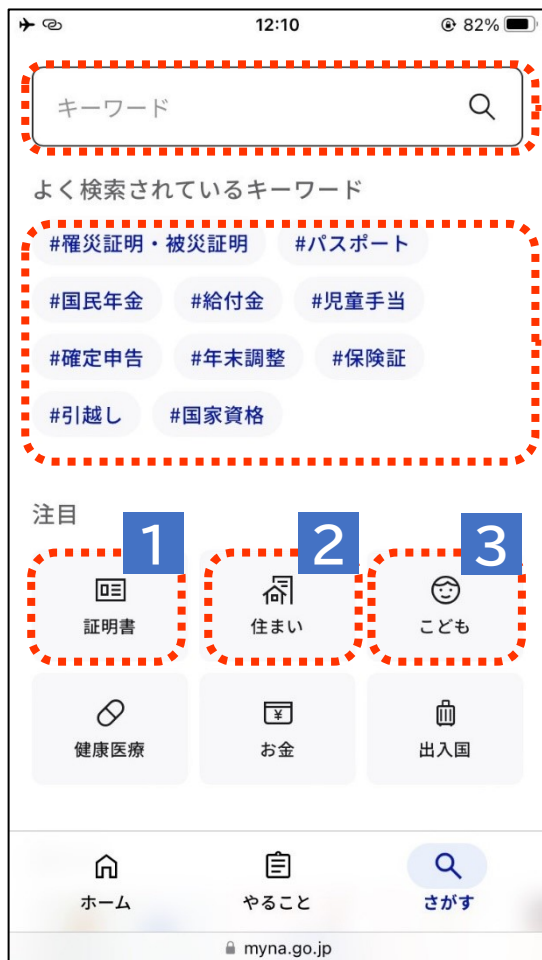 12:10
82%
キーワード
よく検索されているキーワード
#罹災証明・被災証明 #パスポート
#国民年金 #給付金 #児童手当
#確定申告 #年末調整 #保険証
#引越し #国家資格
注目
1 2 3
証明書 住まい こども
健康医療 お金 出入国
ホーム やること さがす
myna.go.jp